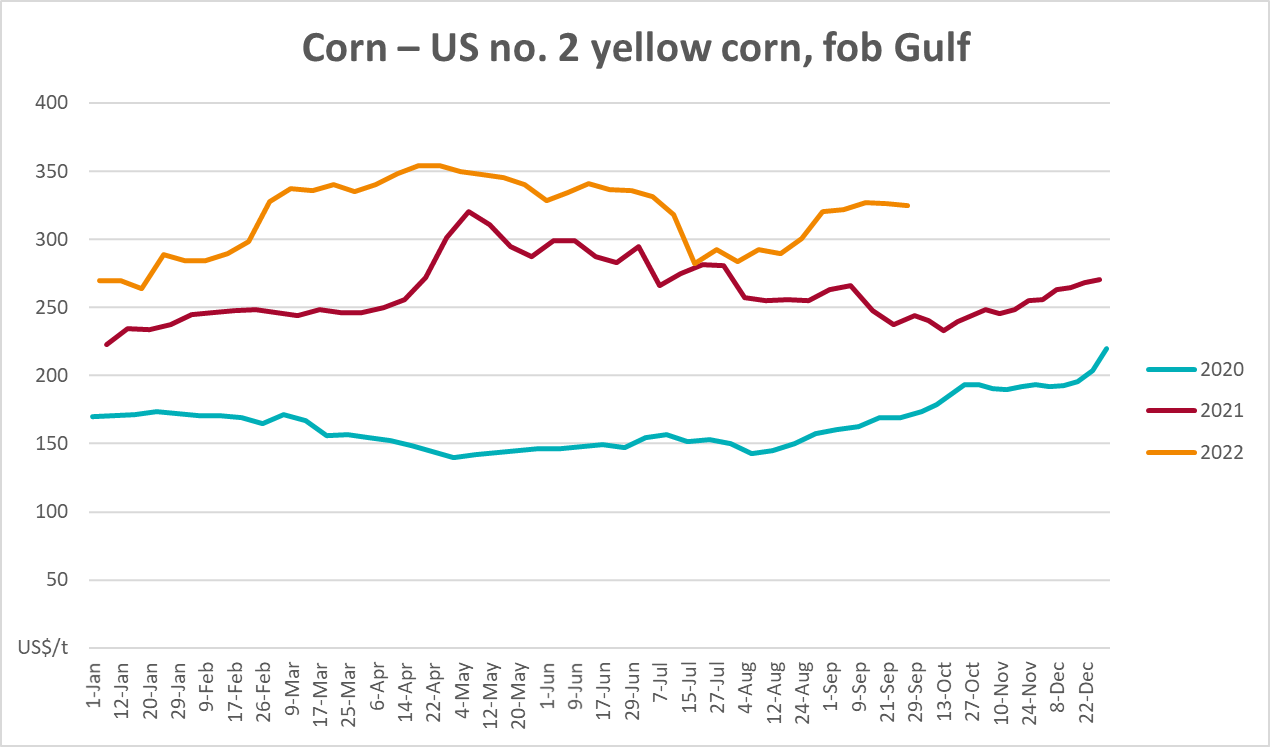 Corn – US no. 2 yellow corn, fob Gulf
400
350
300
250
200
150
100
50
US$/t
1-Jan
12-Jan
20-Jan
29-Jan
9-Feb
17-Feb
26-Feb
9-Mar
17-Mar
25-Mar
6-Apr
14-Apr
22-Apr
4-May
12-May
20-May
1-Jun
9-Jun
17-Jun
29-Jun
7-Jul
15-Jul
27-Jul
4-Aug
12-Aug
24-Aug
1-Sep
9-Sep
21-Sep
29-Sep
13-Oct
27-Oct
10-Nov
24-Nov
8-Dec
22-Dec
2020
2021
2022